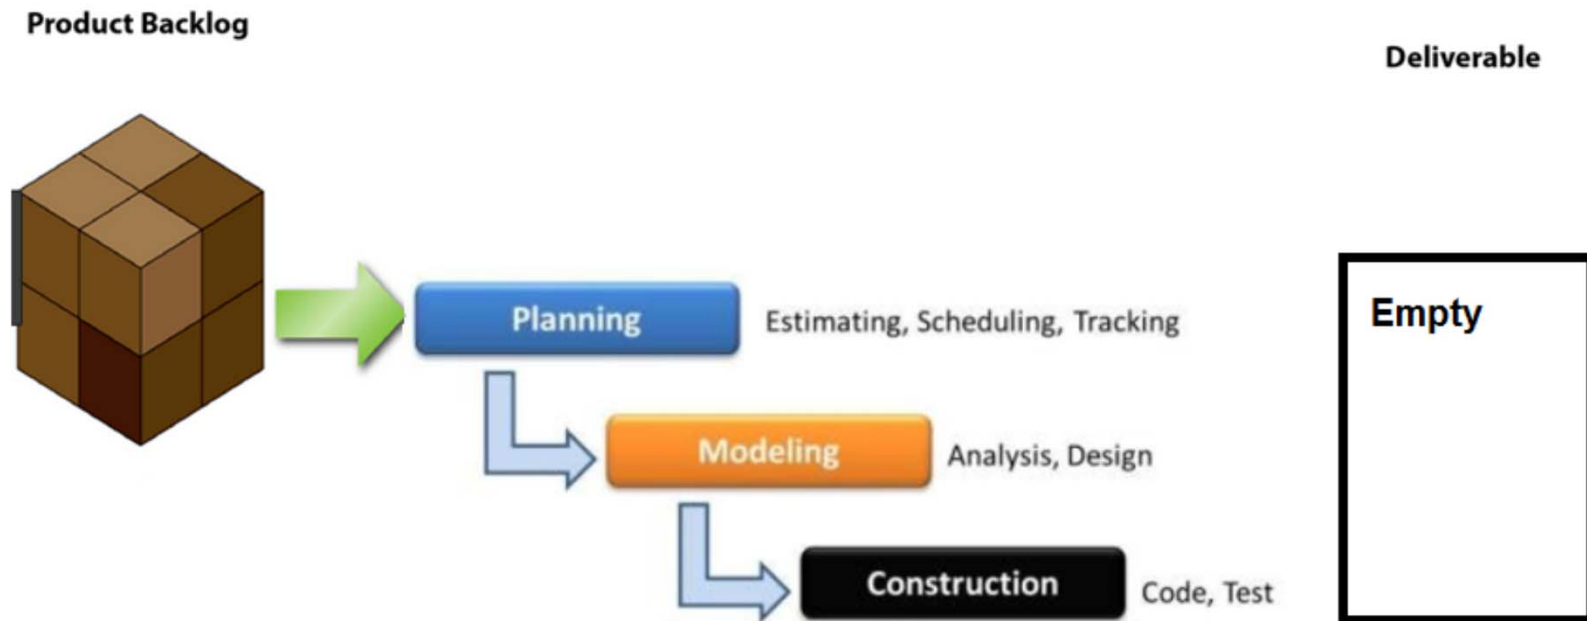 Product Backlog
Deliverable
Empty
Planning
Estimating, Scheduling, Tracking
Modeling
Analysis, Design
Construction
Code, Test